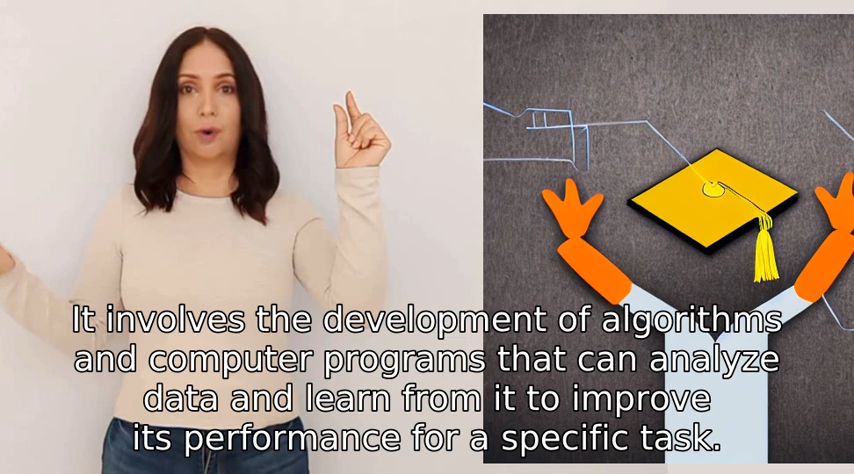 It involves the development of algorithms
and computer programs that can analyze
data and learn from it to improve
its performance for a specific task.